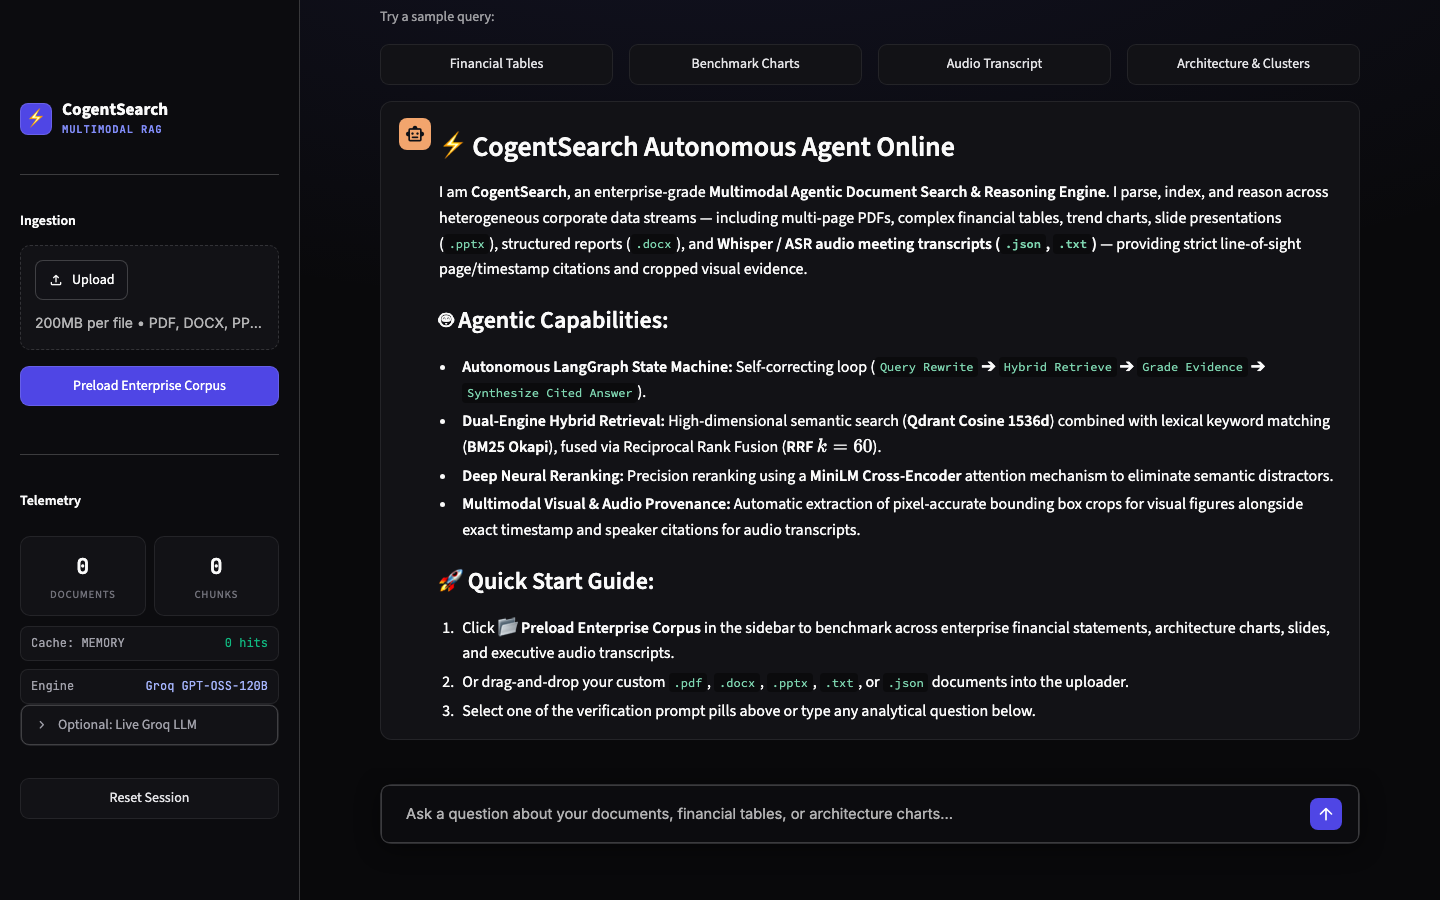 CogentSearch
MULTIMODAL RAG
Ingestion
Upload
200MB per file • PDF, DOCX, PP...
Preload Enterprise Corpus
Telemetry
0
DOCUMENTS
0
CHUNKS
Cache: MEMORY 0 hits
Engine Groq GPT-OSS-120B
Optional: Live Groq LLM
Reset Session
Try a sample query:
Financial Tables
Benchmark Charts
Audio Transcript
Architecture & Clusters
⚡ CogentSearch Autonomous Agent Online
I am CogentSearch, an enterprise-grade Multimodal Agentic Document Search & Reasoning Engine. I parse, index, and reason across
heterogeneous corporate data streams — including multi-page PDFs, complex financial tables, trend charts, slide presentations
( .pptx ), structured reports ( .docx ), and Whisper / ASR audio meeting transcripts ( .json , .txt ) — providing strict line-of-sight
page/timestamp citations and cropped visual evidence.
Agentic Capabilities:
• Autonomous LangGraph State Machine: Self-correcting loop ( Query Rewrite ➔ Hybrid Retrieve ➔ Grade Evidence ➔
Synthesize Cited Answer ).
• Dual-Engine Hybrid Retrieval: High-dimensional semantic search (Qdrant Cosine 1536d) combined with lexical keyword matching
(BM25 Okapi), fused via Reciprocal Rank Fusion (RRF k = 60).
• Deep Neural Reranking: Precision reranking using a MiniLM Cross-Encoder attention mechanism to eliminate semantic distractors.
• Multimodal Visual & Audio Provenance: Automatic extraction of pixel-accurate bounding box crops for visual figures alongside
exact timestamp and speaker citations for audio transcripts.
🚀 Quick Start Guide:
1. Click 📂 Preload Enterprise Corpus in the sidebar to benchmark across enterprise financial statements, architecture charts, slides,
and executive audio transcripts.
2. Or drag-and-drop your custom .pdf , .docx , .pptx , .txt , or .json documents into the uploader.
3. Select one of the verification prompt pills above or type any analytical question below.
Ask a question about your documents, financial tables, or architecture charts...